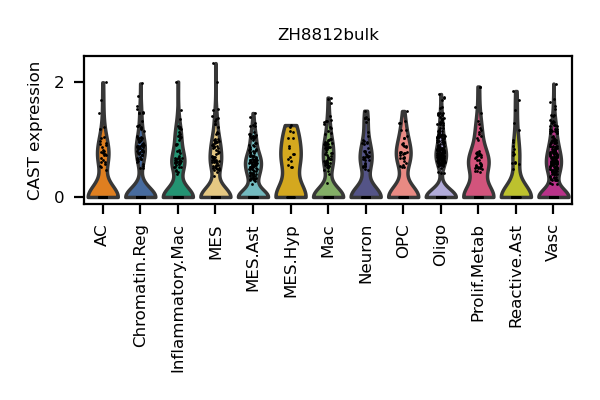 ZH8812bulk
CAST expression
2
0
AC
Chromatin.Reg
Inflammatory.Mac
MES
MES.Ast
MES.Hyp
Mac
Neuron
OPC
Oligo
Prolif.Metab
Reactive.Ast
Vasc